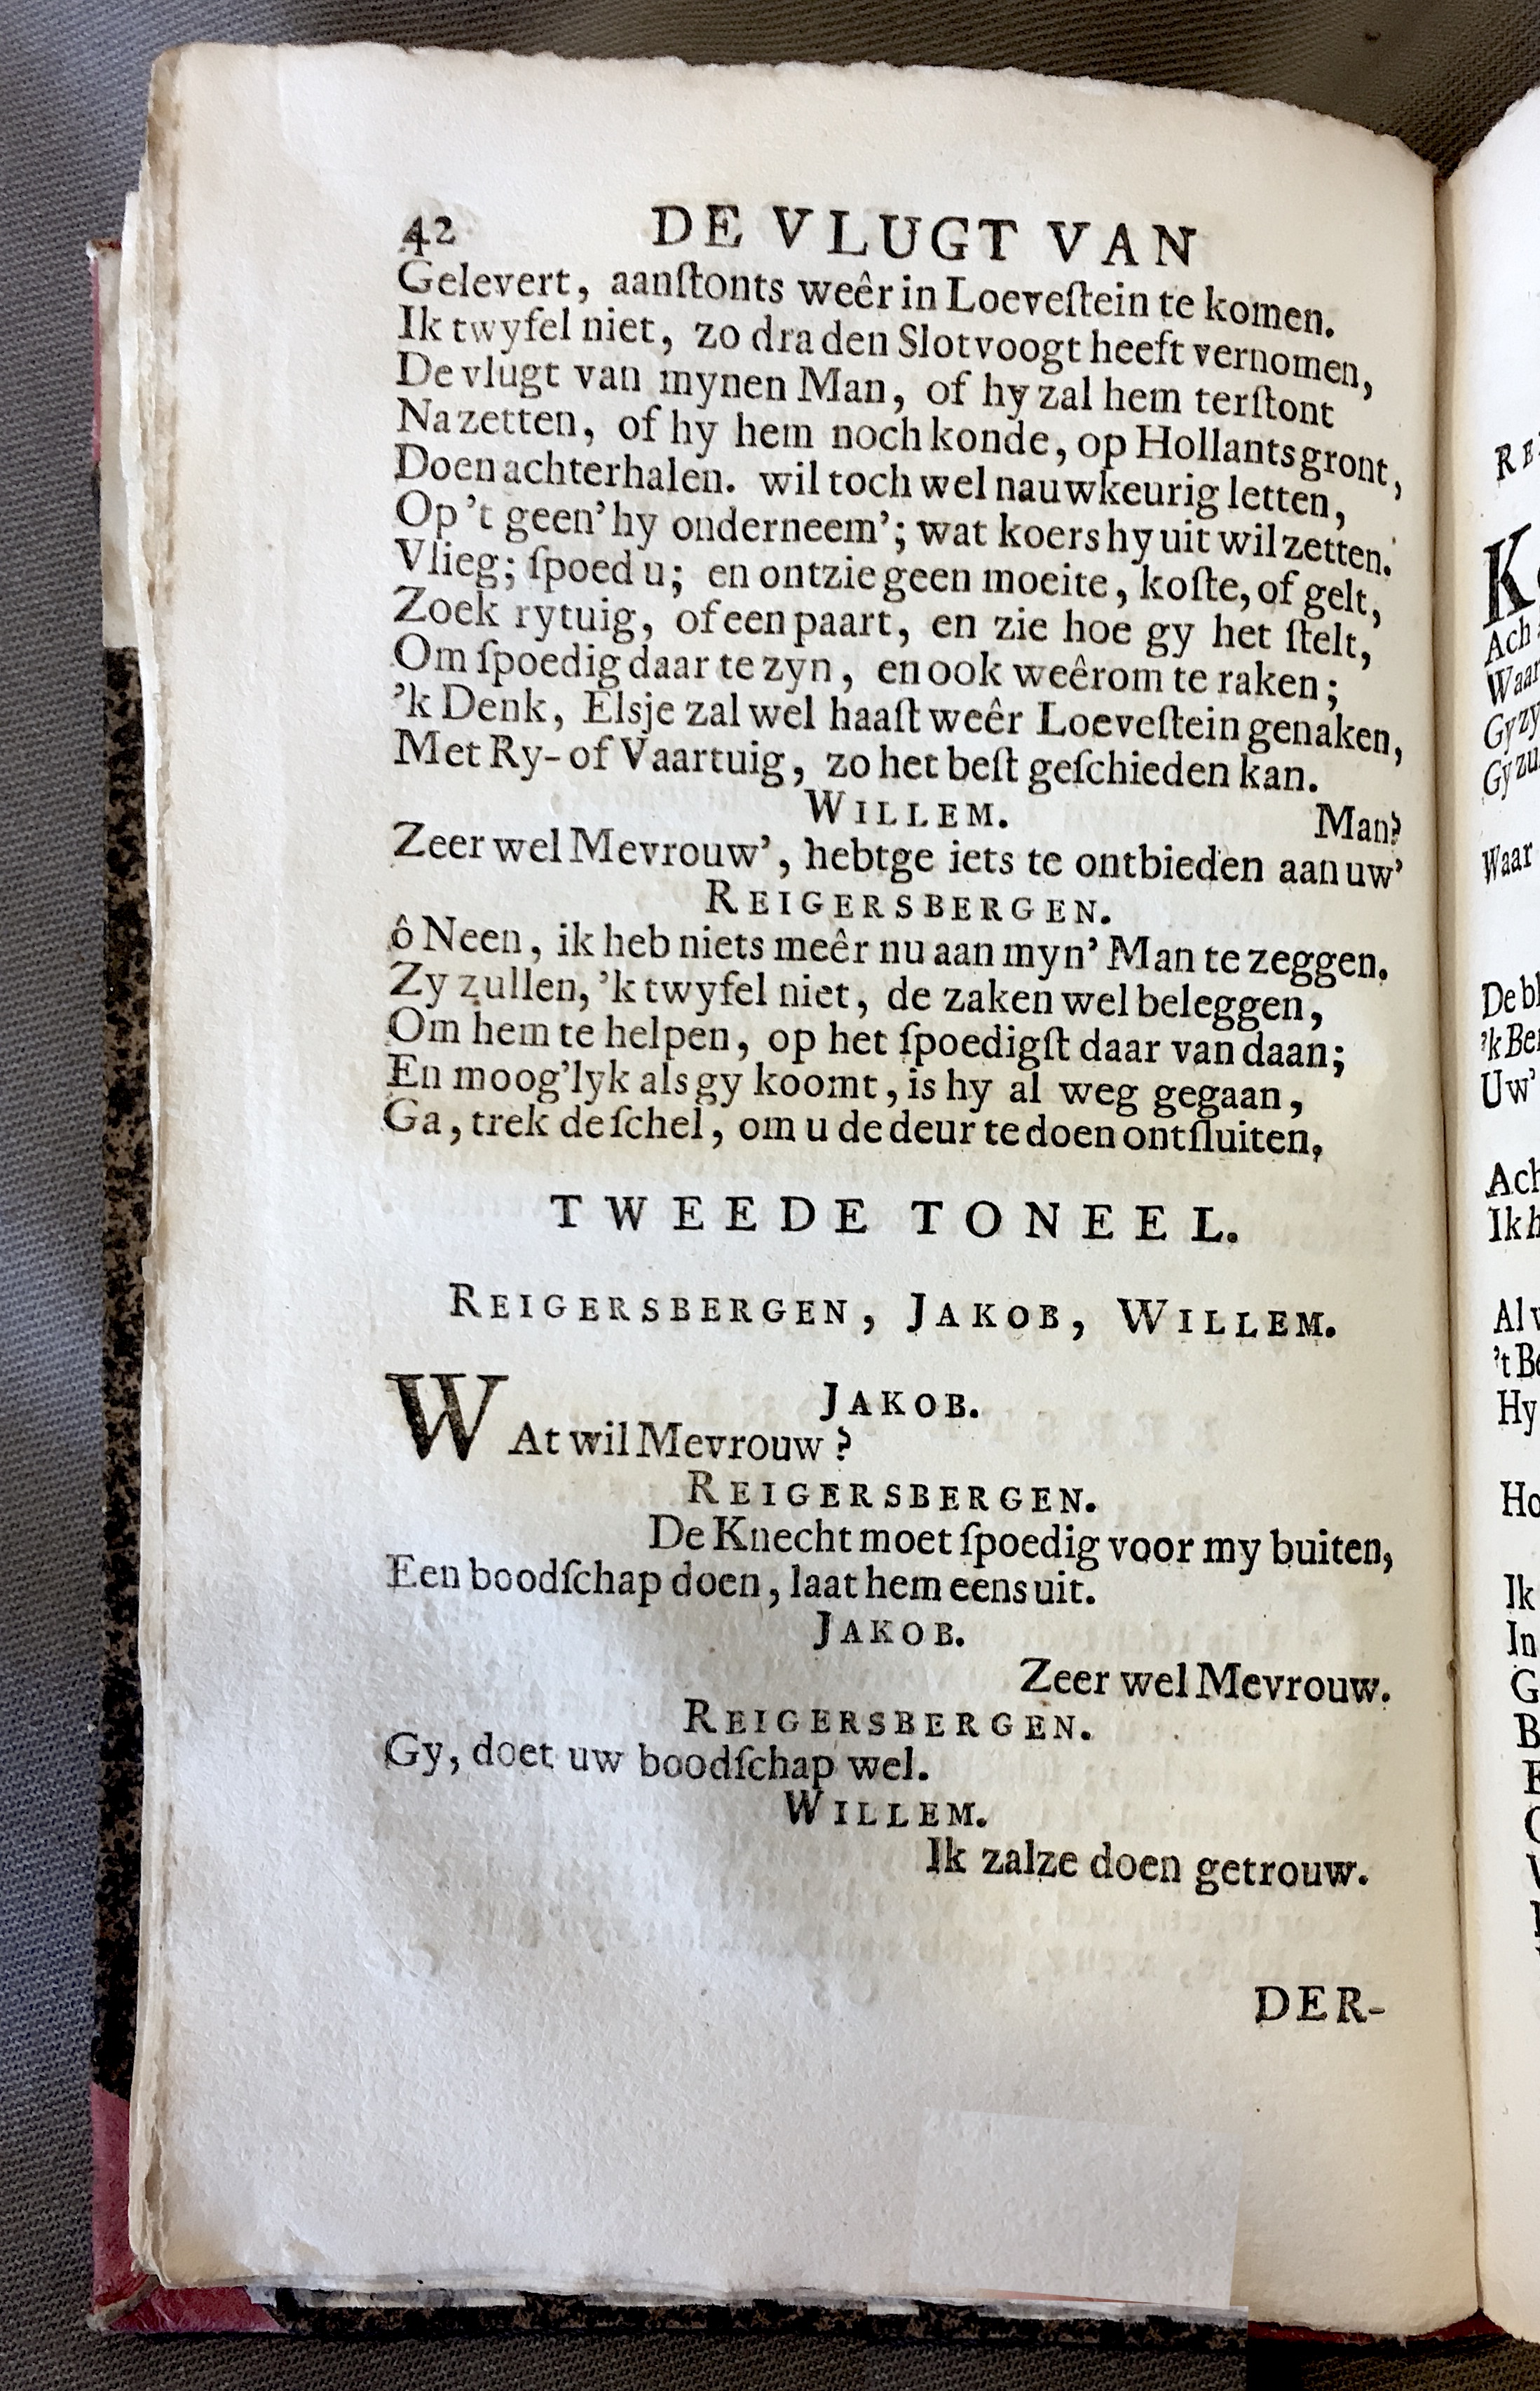 42 DE VLUGT VAN
Gelevert, aanſtonts weêr in Loeveſtein te komen.
Ik twyfel niet, zo dra den Slotvoogt heeft vernomen,
De vlugt van mynen Man, of hy zal hem terſtont
Nazetten, of hy hem noch konde, op Hollants gront,
Doen achterhalen. wil toch wel nauwkeurig letten,
Op 't geen' hy onderneem'; wat koers hy uit wil zetten.
Vlieg; ſpoed u; en ontzie geen moeite, koſte, of gelt,
Zoek rytuig, of een paart, en zie hoe gy het ſtelt,
Om ſpoedig daar te zyn, en ook weêrom te raken;
'k Denk, Elsje zal wel haaſt weêr Loeveſtein genaken,
Met Ry- of Vaartuig, zo het beſt geſchieden kan.
WILLEM. Man?
Zeer wel Mevrouw', hebtge iets te ontbieden aan uw'
REIGERSBERGEN.
ô Neen, ik heb niets meêr nu aan myn' Man te zeggen.
Zy zullen, 'k twyfel niet, de zaken wel beleggen,
Om hem te helpen, op het ſpoedigſt daar van daan;
En moog'lyk als gy koomt, is hy al weg gegaan,
Ga, trek de ſchel, om u de deur te doen ontſluiten,
TWEEDE TONEEL.
REIGERSBERGEN, JAKOB, WILLEM.
JAKOB.
WAt wil Mevrouw?
REIGERSBERGEN.
De Knecht moet ſpoedig voor my buiten,
Een boodſchap doen, laat hem eens uit.
JAKOB.
Zeer wel Mevrouw.
REIGERSBERGEN.
Gy, doet uw boodſchap wel.
WILLEM.
Ik zalze doen getrouw.
DER-
Waar
Ik
In
Hy